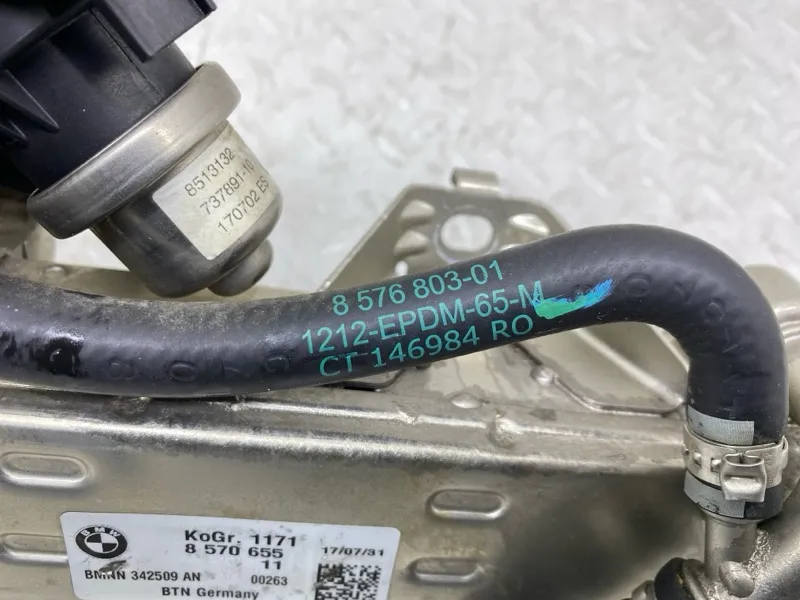 8513132
737891-10
170702 ES
8 576 803-01
1212-EPDM-65-M
CT 146984 RO
BMW
KoGr. 1171
8 570 655
11
17/07/31
BMNN 342509 AN
00263
BTN Germany